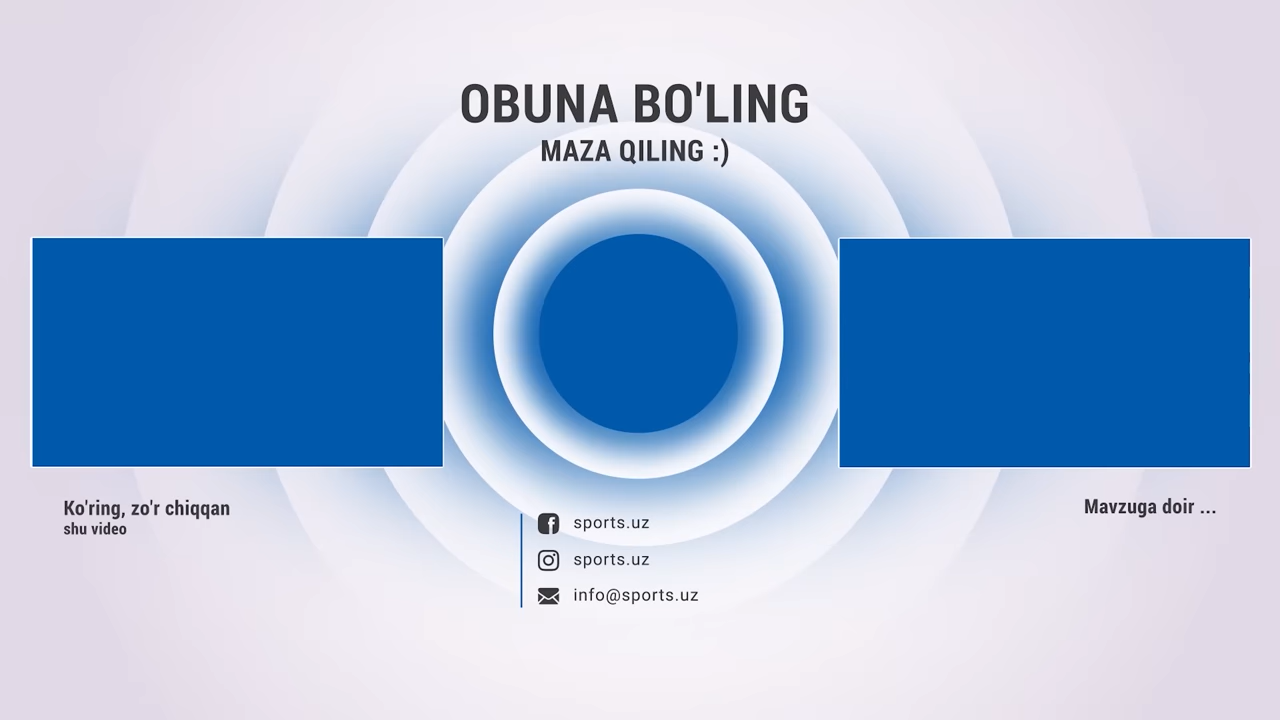 OBUNA BO'LING
MAZA QILING :)
Ko'ring, zo'r chiqqan
shu video
Mavzuga doir ...
sports.uz
sports.uz
info@sports.uz